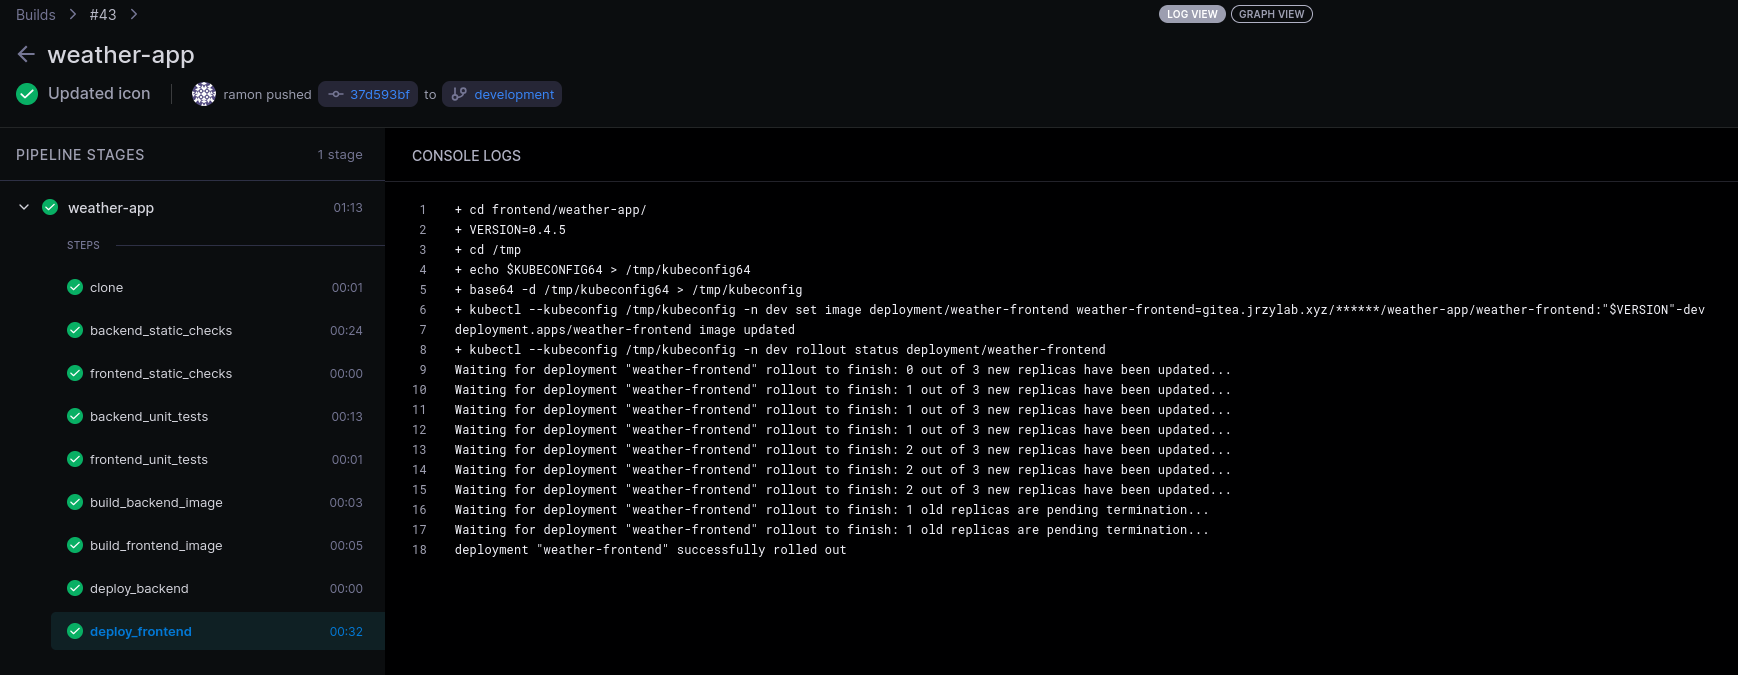 Builds > #43 >
LOG VIEW GRAPH VIEW
weather-app
Updated icon ramon pushed 37d593bf to development
PIPELINE STAGES 1 stage
weather-app 01:13
STEPS
clone 00:01
backend_static_checks 00:24
frontend_static_checks 00:00
backend_unit_tests 00:13
frontend_unit_tests 00:01
build_backend_image 00:03
build_frontend_image 00:05
deploy_backend 00:00
deploy_frontend 00:32
CONSOLE LOGS
1 + cd frontend/weather-app/
2 + VERSION=0.4.5
3 + cd /tmp
4 + echo $KUBECONFIG64 > /tmp/kubeconfig64
5 + base64 -d /tmp/kubeconfig64 > /tmp/kubeconfig
6 + kubectl --kubeconfig /tmp/kubeconfig -n dev set image deployment/weather-frontend weather-frontend=gitea.jrzylab.xyz/******/weather-app/weather-frontend:"$VERSION"-dev
7 deployment.apps/weather-frontend image updated
8 + kubectl --kubeconfig /tmp/kubeconfig -n dev rollout status deployment/weather-frontend
9 Waiting for deployment "weather-frontend" rollout to finish: 0 out of 3 new replicas have been updated...
10 Waiting for deployment "weather-frontend" rollout to finish: 1 out of 3 new replicas have been updated...
11 Waiting for deployment "weather-frontend" rollout to finish: 1 out of 3 new replicas have been updated...
12 Waiting for deployment "weather-frontend" rollout to finish: 1 out of 3 new replicas have been updated...
13 Waiting for deployment "weather-frontend" rollout to finish: 2 out of 3 new replicas have been updated...
14 Waiting for deployment "weather-frontend" rollout to finish: 2 out of 3 new replicas have been updated...
15 Waiting for deployment "weather-frontend" rollout to finish: 2 out of 3 new replicas have been updated...
16 Waiting for deployment "weather-frontend" rollout to finish: 1 old replicas are pending termination...
17 Waiting for deployment "weather-frontend" rollout to finish: 1 old replicas are pending termination...
18 deployment "weather-frontend" successfully rolled out